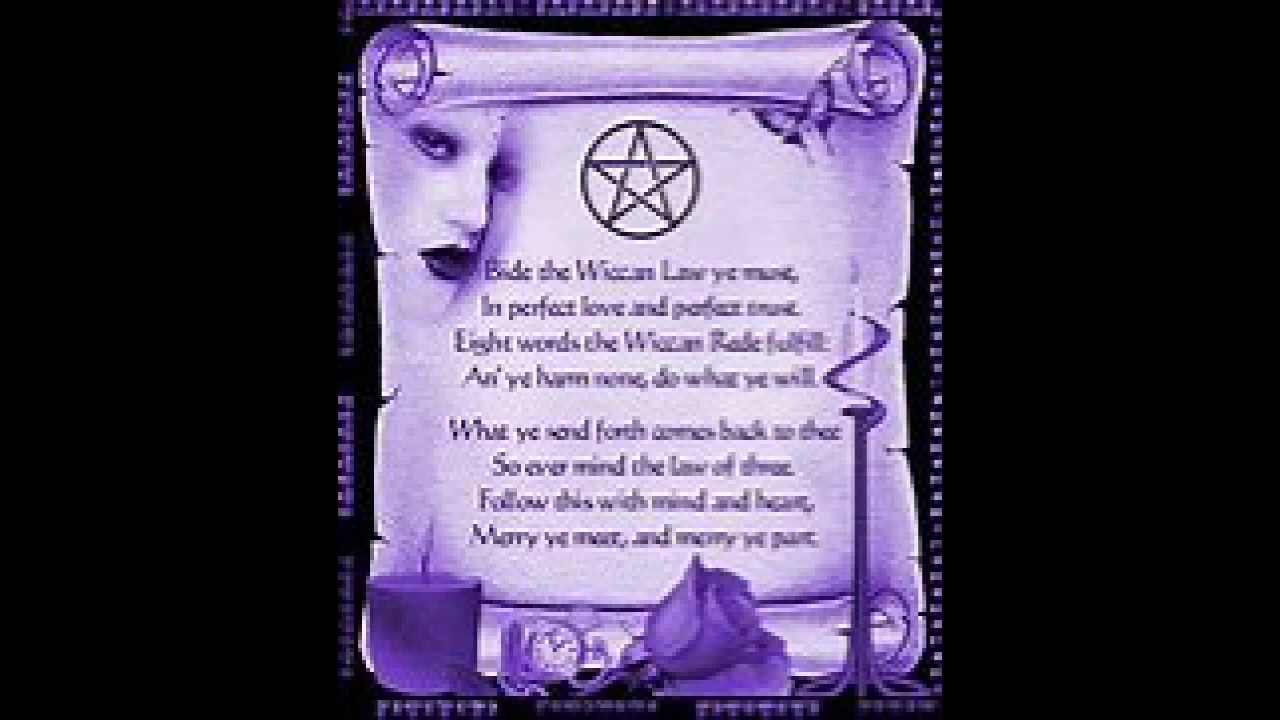 Bide the Wiccan Law ye must,
In perfect love and perfect trust.
Eight words the Wiccan Rede fulfill:
An' ye harm none, do what ye will.
What ye send forth comes back to thee
So ever mind the law of three.
Follow this with mind and heart,
Merry ye meet, and merry ye part.